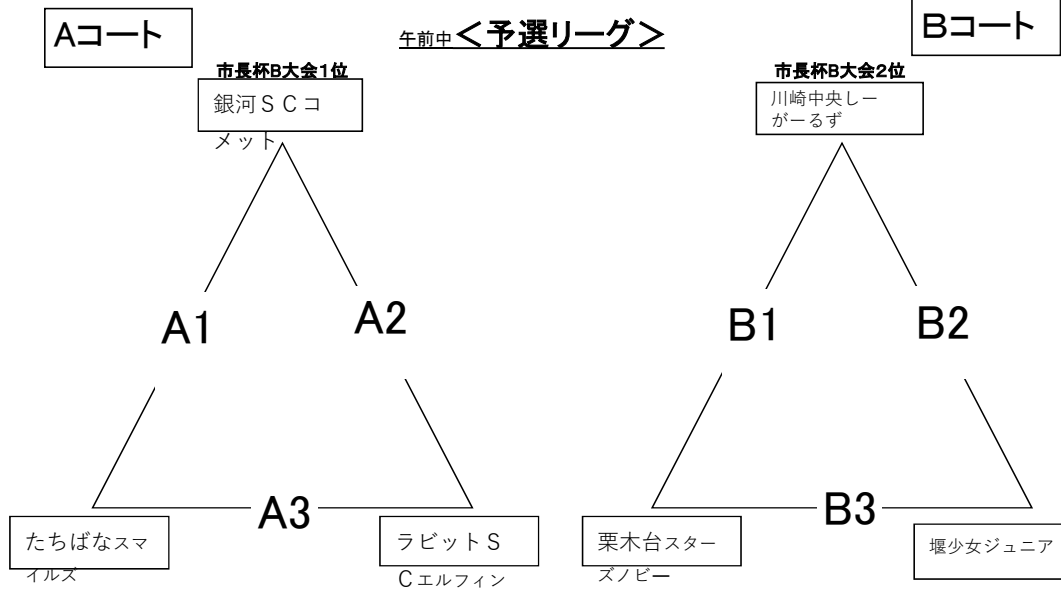 Aコート
午前中＜予選リーグ＞
Bコート
市長杯B大会1位
銀河ＳＣコ
メット
市長杯B大会2位
川崎中央しー
がーるず
A1
A2
B1
B2
A3
B3
たちばなスマ
イルズ
ラビットＳ
Ｃエルフィン
栗木台スター
ズノビー
堰少女ジュニア